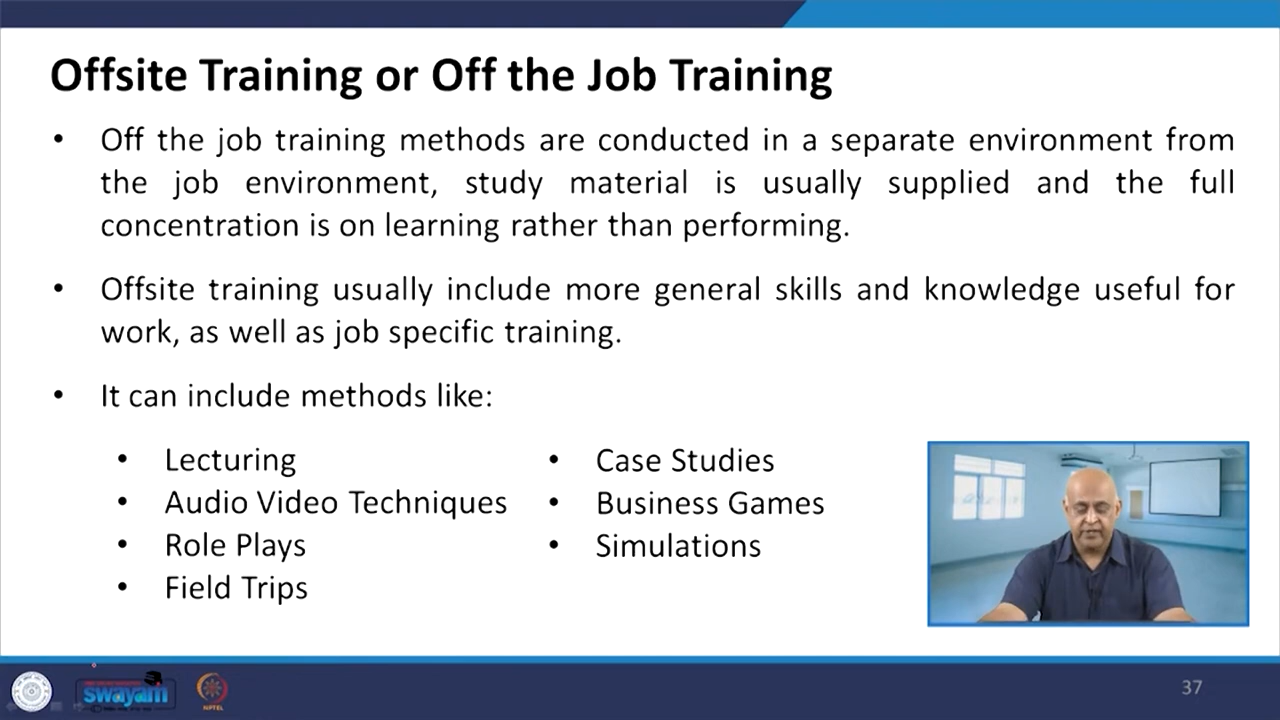 Offsite Training or Off the Job Training
• Off the job training methods are conducted in a separate environment from
the job environment, study material is usually supplied and the full
concentration is on learning rather than performing.
• Offsite training usually include more general skills and knowledge useful for
work, as well as job specific training.
• It can include methods like:
• Lecturing
• Audio Video Techniques
• Role Plays
• Field Trips
• Case Studies
• Business Games
• Simulations
swayam
NPTEL
37